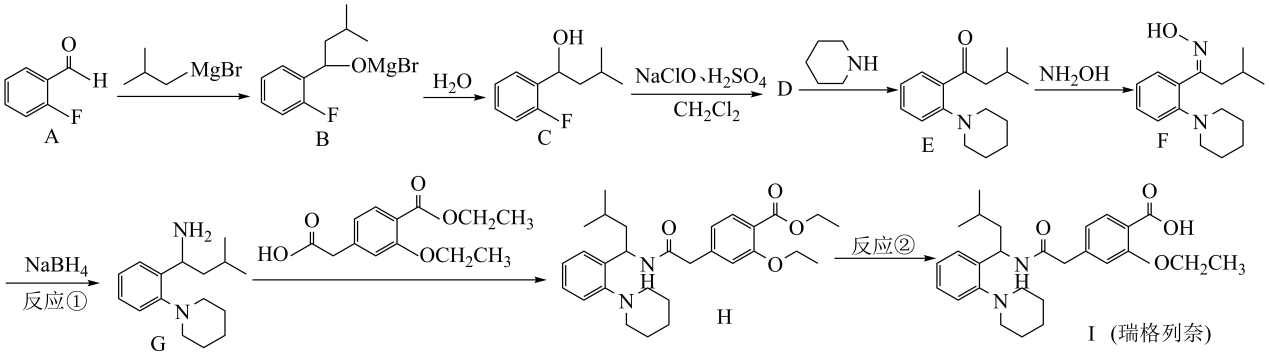 O
H
F
A
MgBr
OMgBr
F
B
H₂O
OH
F
C
NaClO、H₂SO₄
CH₂Cl₂
D
NH
O
N
E
NH₂OH
HO
N
N
F
NaBH₄
反应①
NH₂
N
G
O
HO
O
OCH₂CH₃
OCH₂CH₃
O
N
H
O
O
O
N
H
反应②
O
N
H
O
OH
OCH₂CH₃
N
I (瑞格列奈)